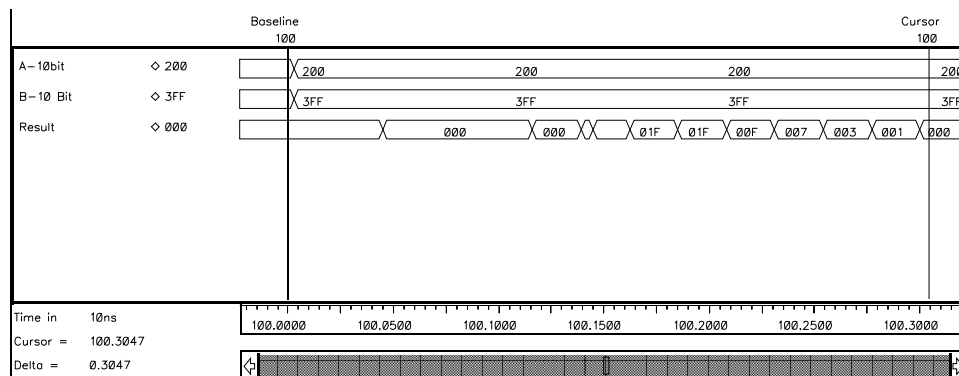 Baseline Cursor
100 100
A-10bit 200 200 200 200 200
B-10 Bit 3FF 3FF 3FF 3FF 3FF
Result 000 000 000 01F 01F 00F 007 003 001 000
Time in 10ns
100.0000 100.0500 100.1000 100.1500 100.2000 100.2500 100.3000
Cursor = 100.3047
Delta = 0.3047